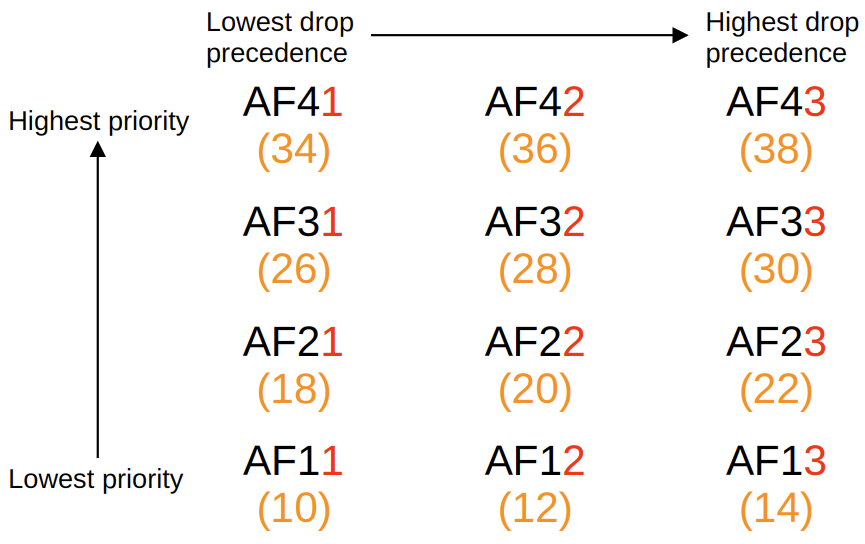 Lowest drop
precedence
Highest drop
precedence
Highest priority
AF41
AF42
AF43
(34)
(36)
(38)
AF31
AF32
AF33
(26)
(28)
(30)
AF21
AF22
AF23
(18)
(20)
(22)
Lowest priority
AF11
AF12
AF13
(10)
(12)
(14)